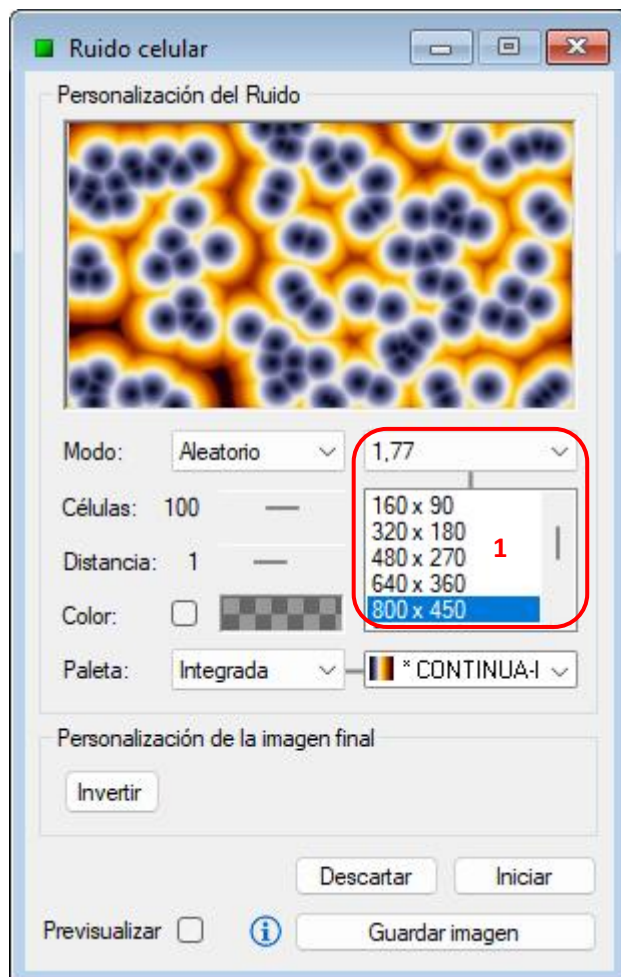 Ruido celular
Personalización del Ruido
Modo: Aleatorio 1,77
Células: 100
160 x 90
320 x 180
480 x 270 1
640 x 360
800 x 450
Distancia: 1
Color:
Paleta: Integrada * CONTINUA-I
Personalización de la imagen final
Invertir
Descartar Iniciar
Previsualizar Guardar imagen